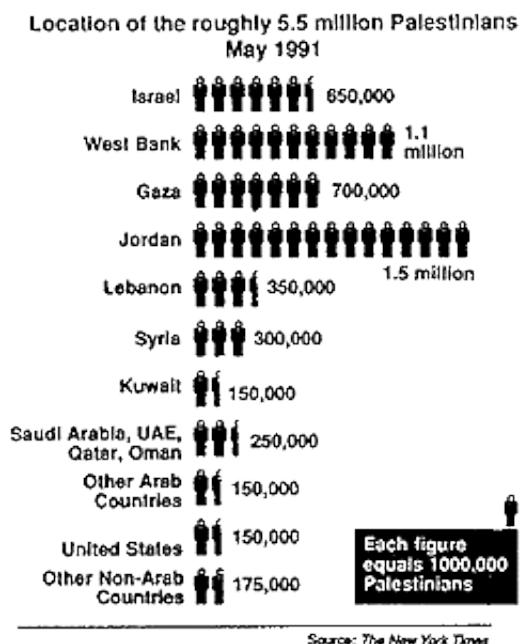 Location of the roughly 5.5 million Palestinians
May 1991
Israel 650,000
West Bank 1.1
million
Gaza 700,000
Jordan
1.5 million
Lebanon 350,000
Syria 300,000
Kuwait 150,000
Saudi Arabia, UAE,
Qatar, Oman 250,000
Other Arab
Countries 150,000
United States 150,000
Other Non-Arab
Countries 175,000
Each figure
equals 1000,000
Palestinians
Source: The New York Times